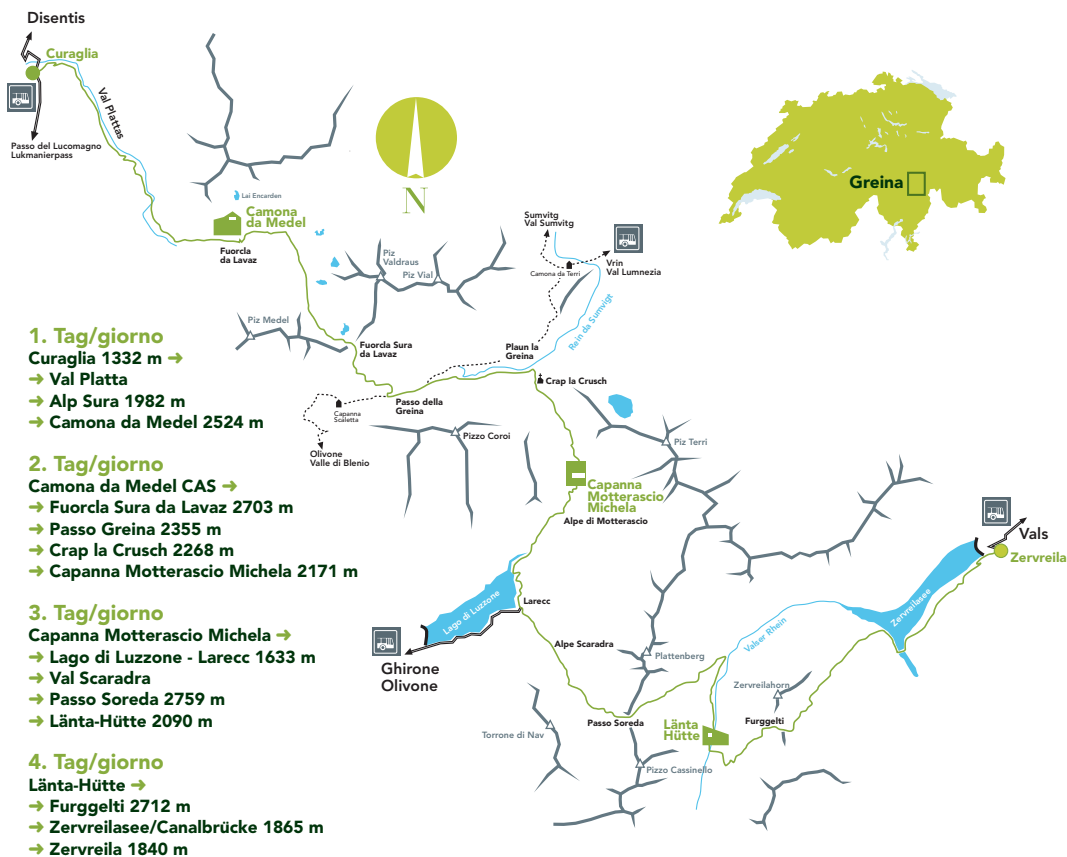 Disentis
Curaglia
Val Plattas
Passo del Lucomagno
Lukmanierpass
Lai Encarden
Camona
da Medel
Fuorcla
da Lavaz
N
Greina
Sumvitg
Val Sumvitg
Vrin
Val Lumnezia
Camona da Terri
Rein da Sumvigt
Piz
Valdraus
Piz Vial
Piz Medel
Fuorcla Sura
da Lavaz
Plaun la
Greina
Crap la Crusch
Passo della
Greina
Capanna
Scaletta
Olivone
Valle di Blenio
Pizzo Coroi
Piz Terri
Capanna
Motterascio
Michela
Alpe di Motterascio
Vals
Zervreila
Zervreilasee
Lago di Luzzone
Larecc
Ghirone
Olivone
Alpe Scaradra
Plattenberg
Valser Rhein
Zervreilahorn
Furggelti
Passo Soreda
Länta
Hütte
Torrone di Nav
Pizzo Cassinello
1. Tag/giorno
Curaglia 1332 m ➔
➔ Val Platta
➔ Alp Sura 1982 m
➔ Camona da Medel 2524 m
2. Tag/giorno
Camona da Medel CAS ➔
➔ Fuorcla Sura da Lavaz 2703 m
➔ Passo Greina 2355 m
➔ Crap la Crusch 2268 m
➔ Capanna Motterascio Michela 2171 m
3. Tag/giorno
Capanna Motterascio Michela ➔
➔ Lago di Luzzone - Larecc 1633 m
➔ Val Scaradra
➔ Passo Soreda 2759 m
➔ Länta-Hütte 2090 m
4. Tag/giorno
Länta-Hütte ➔
➔ Furggelti 2712 m
➔ Zervreilasee/Canalbrücke 1865 m
➔ Zervreila 1840 m